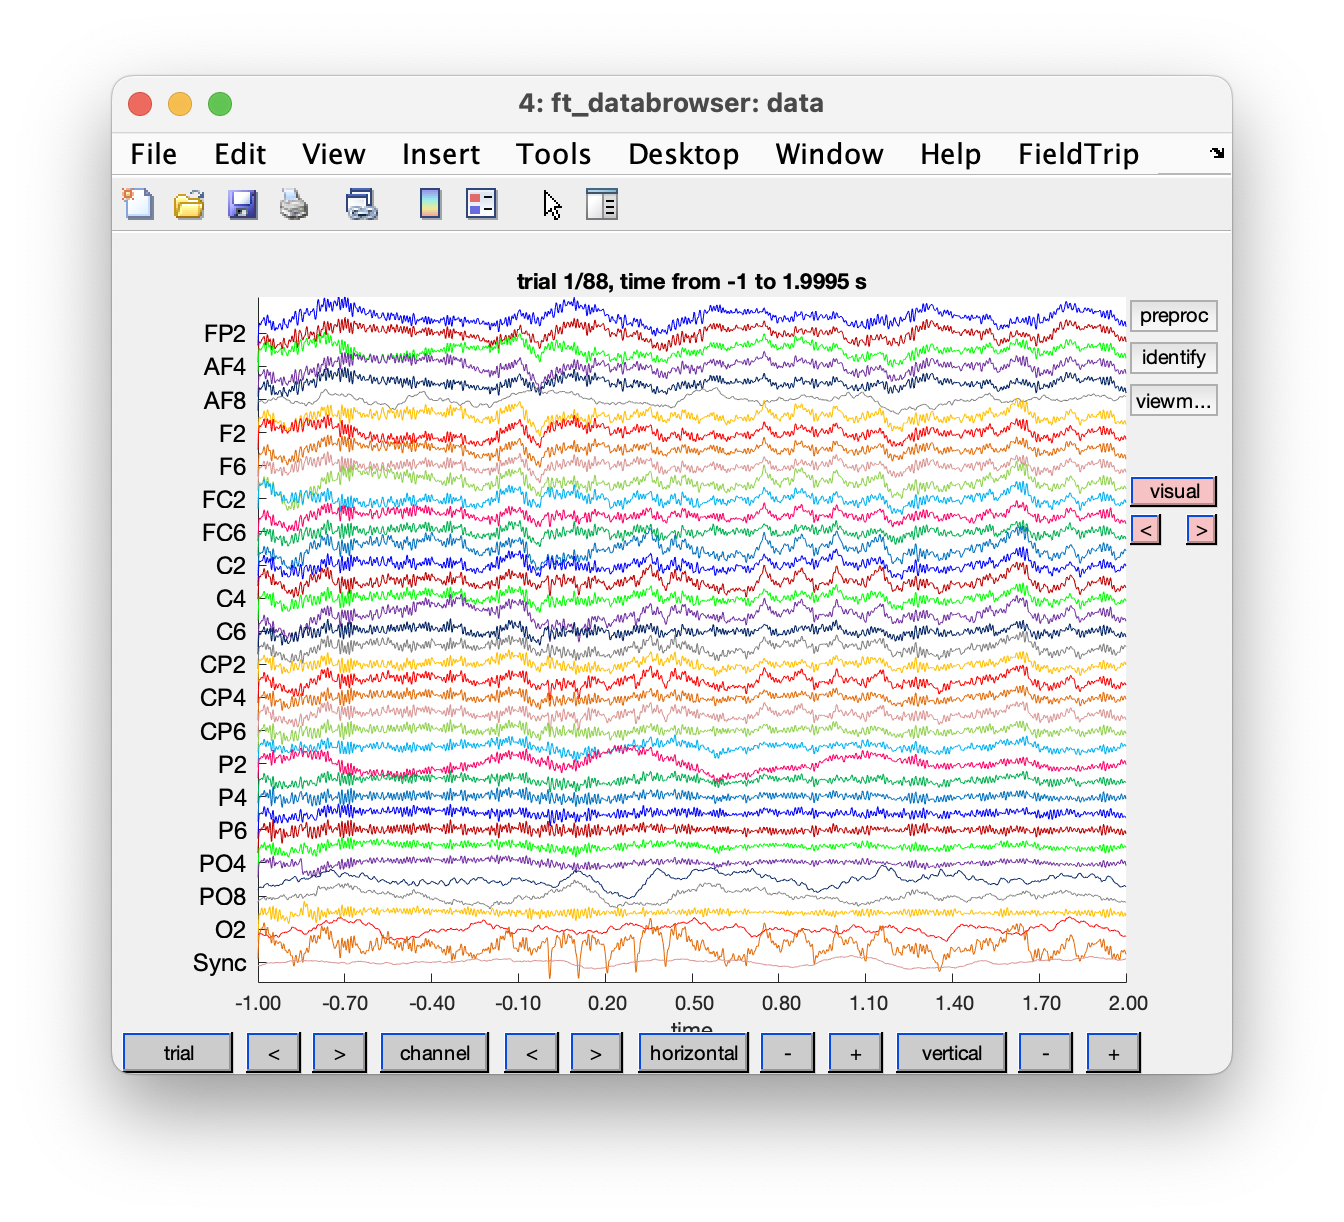 4: ft_databrowser: data
File Edit View Insert Tools Desktop Window Help FieldTrip
trial 1/88, time from -1 to 1.9995 s
preproc
identify
viewm...
visual
< >
FP2
AF4
AF8
F2
F6
FC2
FC6
C2
C4
C6
CP2
CP4
CP6
P2
P4
P6
PO4
PO8
O2
Sync
-1.00 -0.70 -0.40 -0.10 0.20 0.50 0.80 1.10 1.40 1.70 2.00
time
trial < > channel < > horizontal - + vertical - +